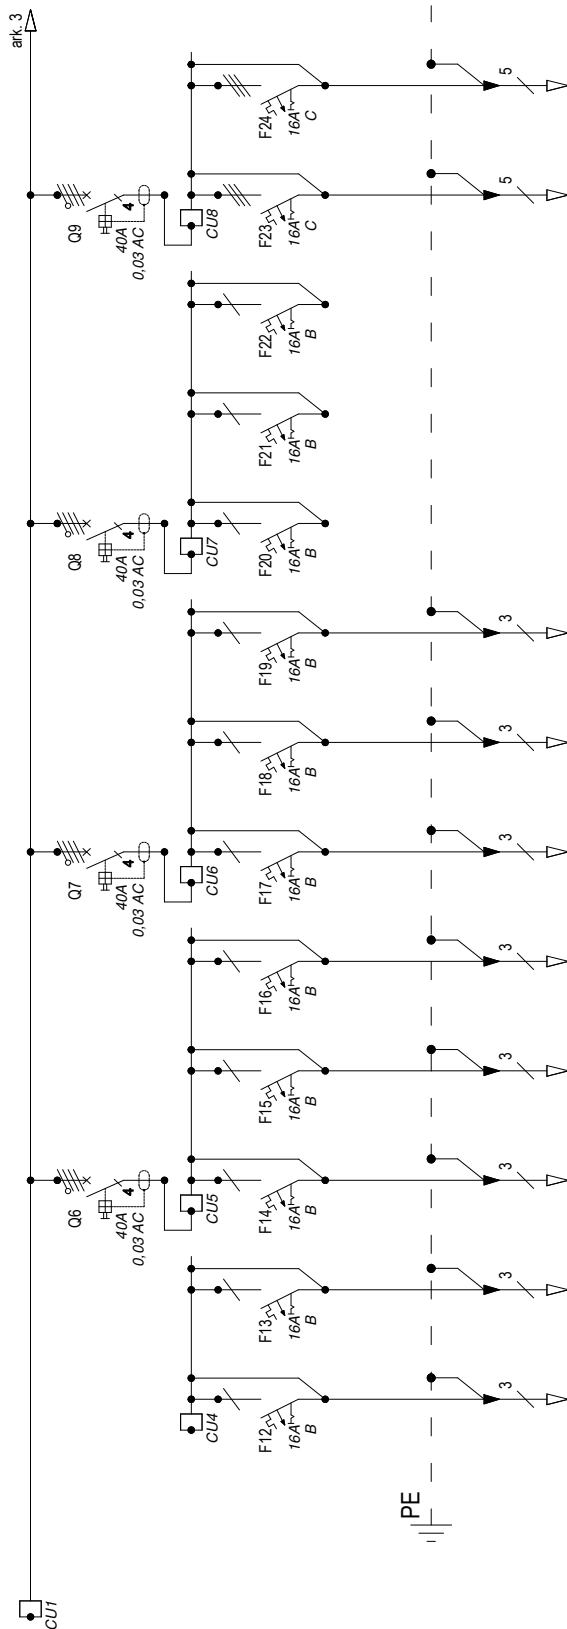 ark. 3
CU1
Q6 Q7 Q8 Q9
40A 4 40A 4 40A 4 40A 4
0,03 AC 0,03 AC 0,03 AC 0,03 AC
CU4 CU5 CU6 CU7 CU8
F12 F13 F14 F15 F16 F17 F18 F19 F20 F21 F22 F23 F24
16A 16A 16A 16A 16A 16A 16A 16A 16A 16A 16A 16A 16A
B B B B B B B B B B B C C
PE
3 3 3 3 3 3 3 3 5 5